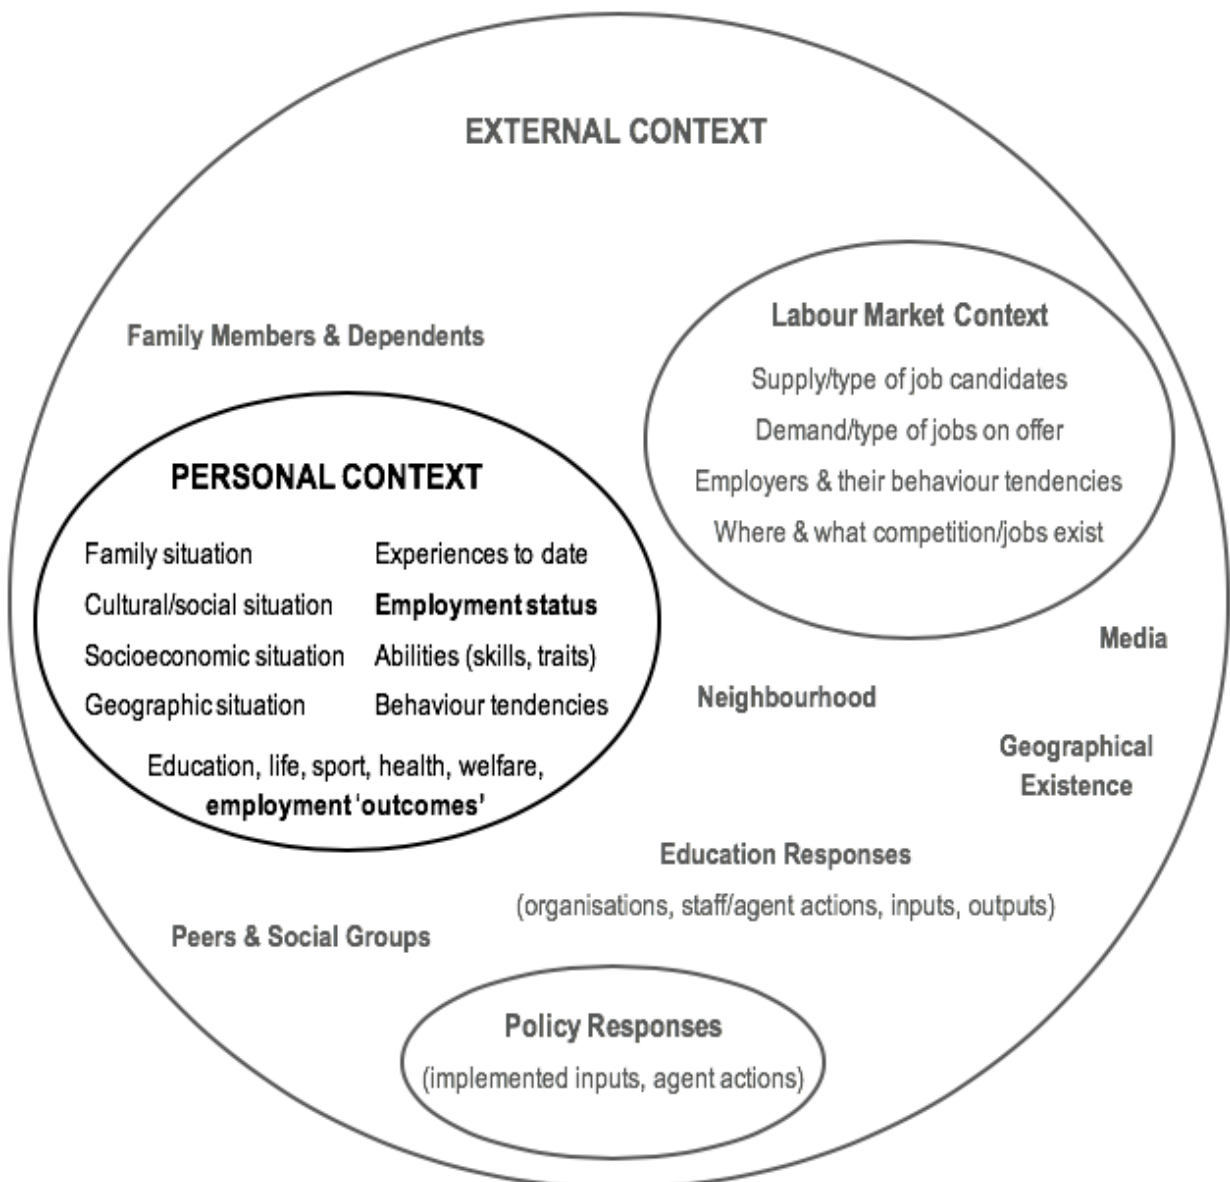 EXTERNAL CONTEXT
Family Members & Dependents
Labour Market Context
Supply/type of job candidates
Demand/type of jobs on offer
Employers & their behaviour tendencies
Where & what competition/jobs exist
PERSONAL CONTEXT
Family situation
Experiences to date
Cultural/social situation
Employment status
Socioeconomic situation
Abilities (skills, traits)
Geographic situation
Behaviour tendencies
Education, life, sport, health, welfare,
employment ‘outcomes’
Media
Neighbourhood
Geographical
Existence
Education Responses
(organisations, staff/agent actions, inputs, outputs)
Peers & Social Groups
Policy Responses
(implemented inputs, agent actions)